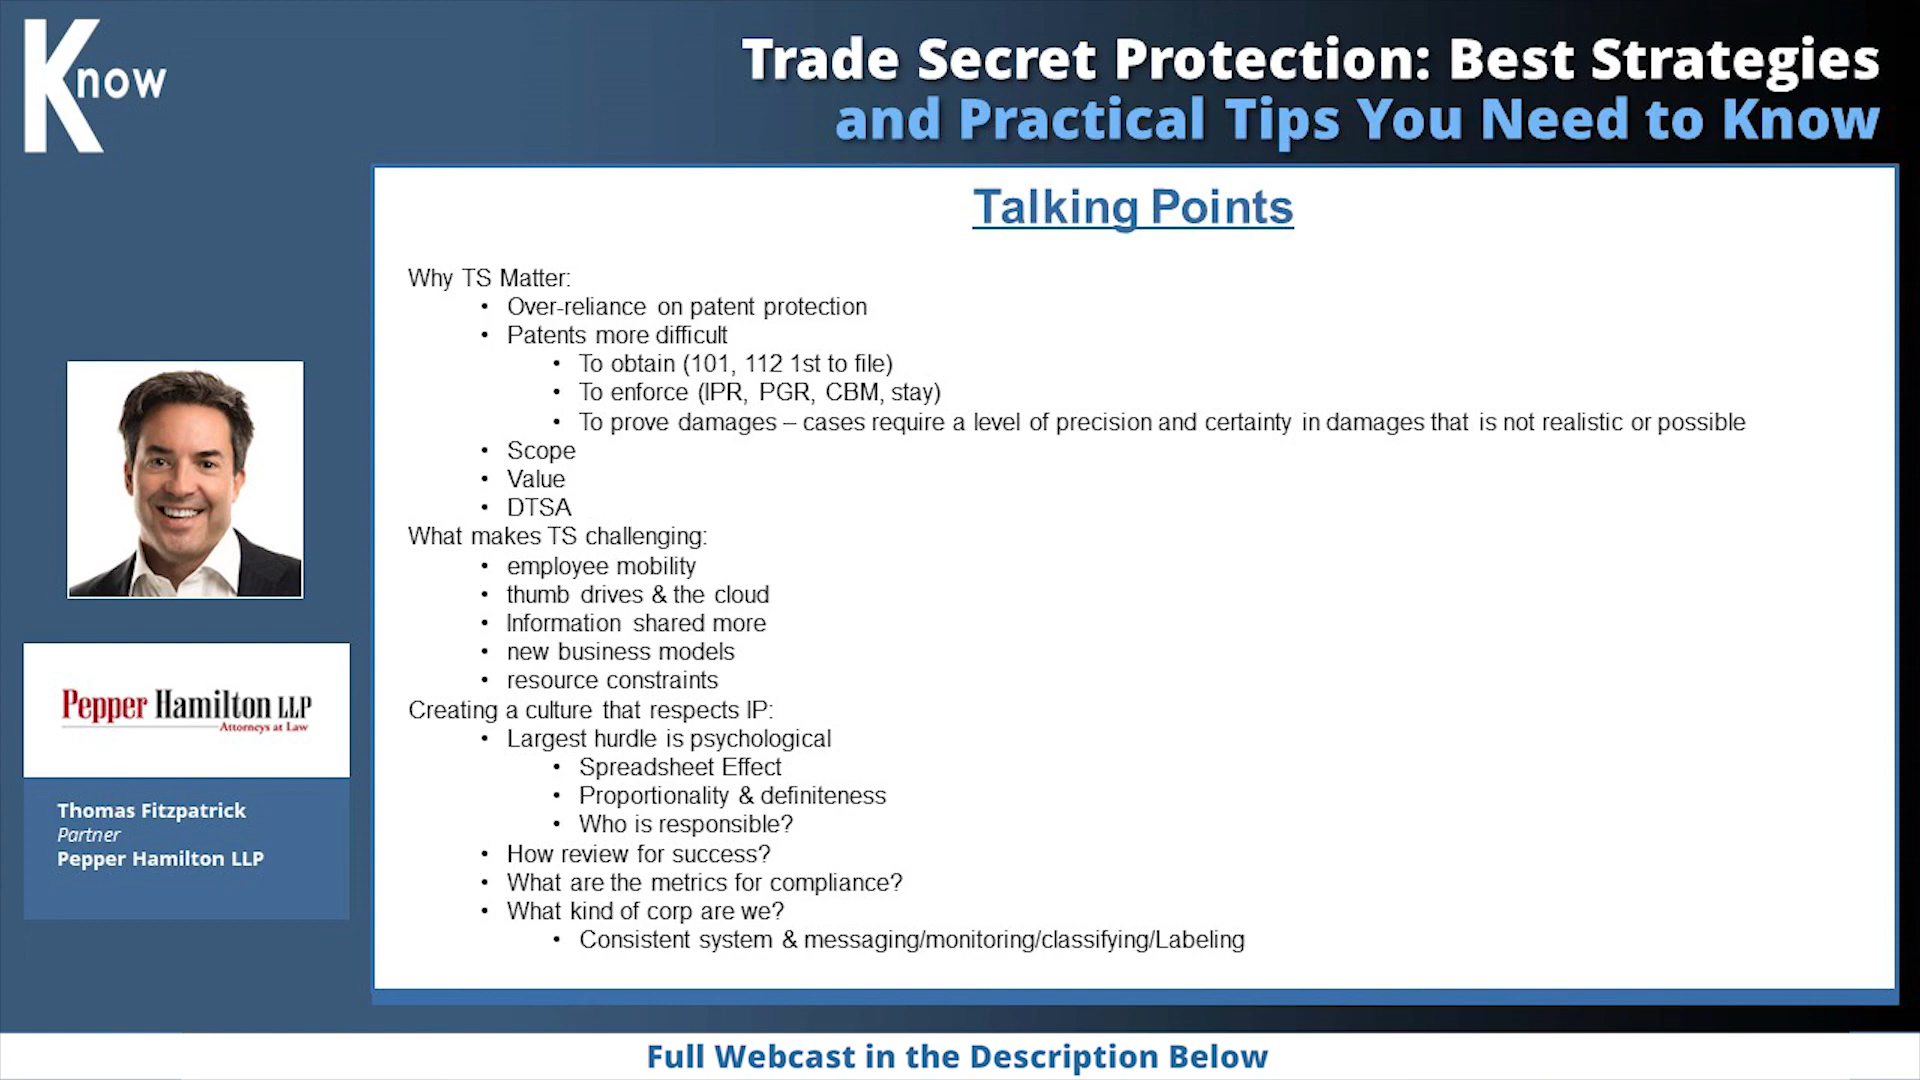 Know
Trade Secret Protection: Best Strategies
and Practical Tips You Need to Know
Talking Points
Why TS Matter:
• Over-reliance on patent protection
• Patents more difficult
• To obtain (101, 112 1st to file)
• To enforce (IPR, PGR, CBM, stay)
• To prove damages – cases require a level of precision and certainty in damages that is not realistic or possible
• Scope
• Value
• DTSA
What makes TS challenging:
• employee mobility
• thumb drives & the cloud
• Information shared more
• new business models
• resource constraints
Creating a culture that respects IP:
• Largest hurdle is psychological
• Spreadsheet Effect
• Proportionality & definiteness
• Who is responsible?
• How review for success?
• What are the metrics for compliance?
• What kind of corp are we?
• Consistent system & messaging/monitoring/classifying/Labeling
Pepper Hamilton LLP
Attorneys at Law
Thomas Fitzpatrick
Partner
Pepper Hamilton LLP
Full Webcast in the Description Below